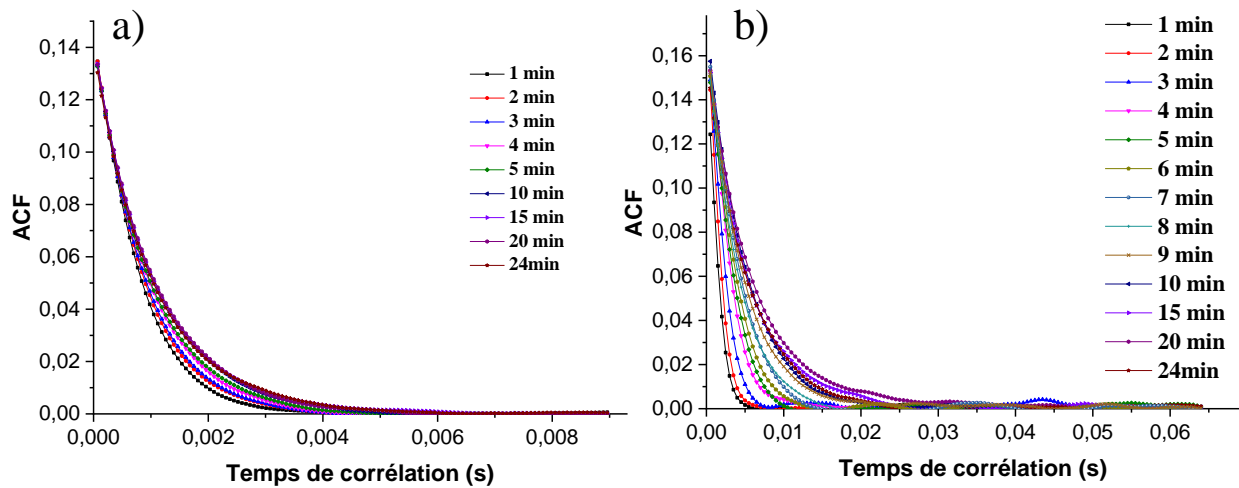 a)
0,14
0,12
0,10
0,08
0,06
0,04
0,02
0,00
ACF
0,000
0,002
0,004
0,006
0,008
Temps de corrélation (s)
1 min
2 min
3 min
4 min
5 min
10 min
15 min
20 min
24min
b)
0,16
0,14
0,12
0,10
0,08
0,06
0,04
0,02
0,00
ACF
0,00
0,01
0,02
0,03
0,04
0,05
0,06
Temps de corrélation (s)
1 min
2 min
3 min
4 min
5 min
6 min
7 min
8 min
9 min
10 min
15 min
20 min
24min